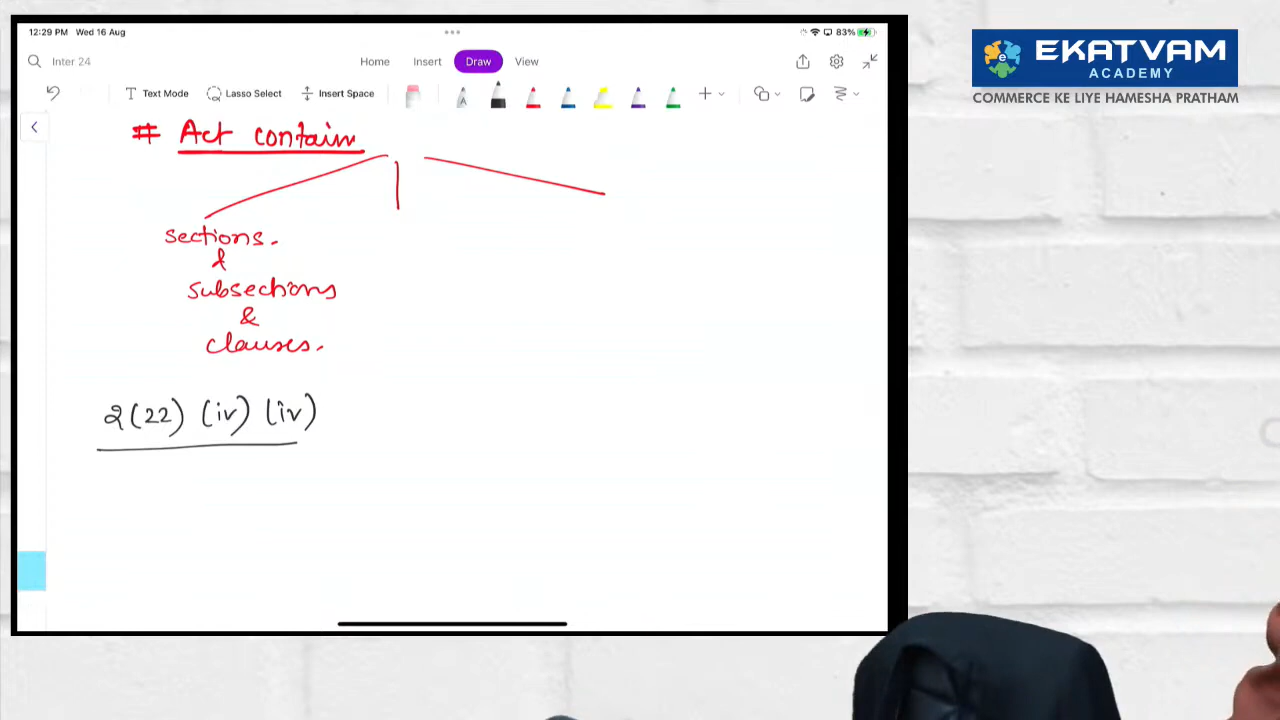 12:29 PM Wed 16 Aug
83%
Inter 24
Home Insert Draw View
Text Mode Lasso Select Insert Space
# Act contain
sections.
&
subsections
&
clauses.
2(22) (iv) (iv)
EKATVAM
ACADEMY
COMMERCE KE LIYE HAMESHA PRATHAM